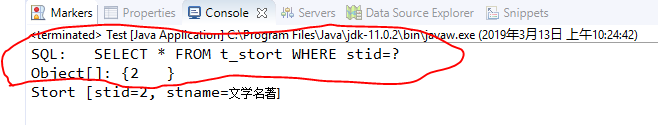 Markers Properties Console Servers Data Source Explorer Snippets
<terminated> Test [Java Application] C:\Program Files\Java\jdk-11.0.2\bin\javaw.exe (2019年3月13日 上午10:24:42)
SQL:   SELECT * FROM t_stort WHERE stid=?
Object[]: {2   }
Stort [stid=2, stname=文学名著]